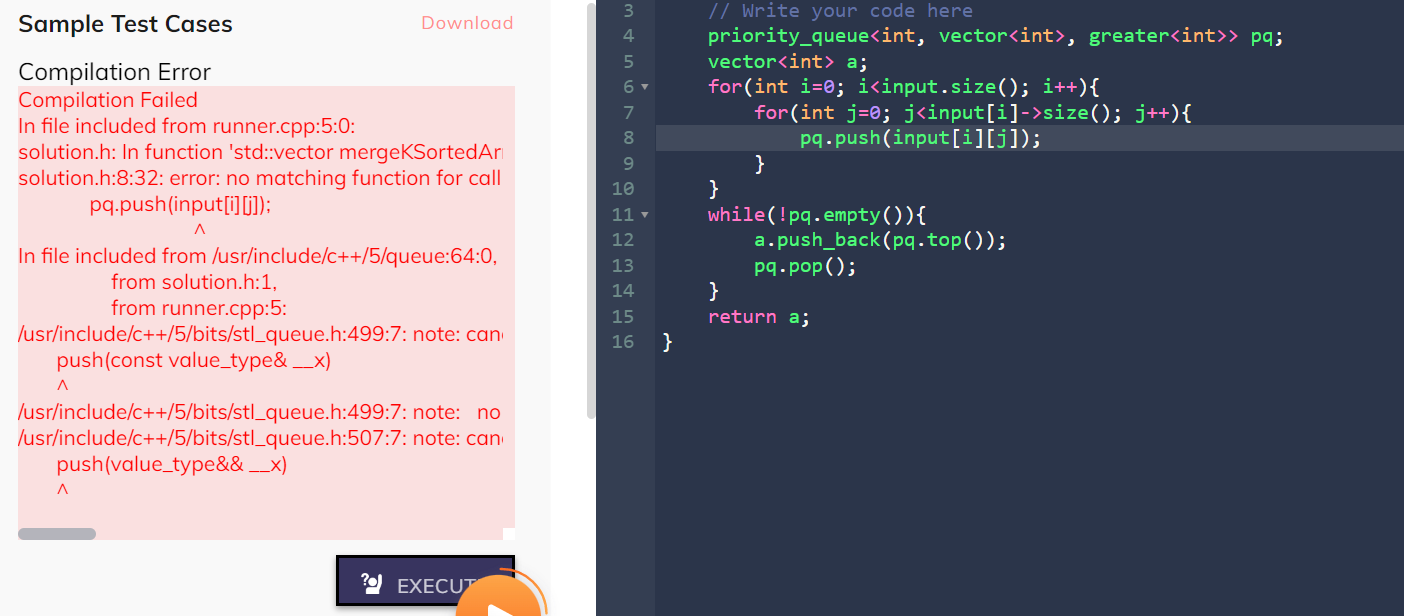 Sample Test Cases
Download
Compilation Error
Compilation Failed
In file included from runner.cpp:5:0:
solution.h: In function 'std::vector
solution.h:8:32: error: no matching function for call
pq.push(input[i][j]);
^
In file included from /usr/include/c++/5/queue:64:0,
from solution.h:1,
from runner.cpp:5:
/usr/include/c++/5/bits/stl_queue.h:499:7: note:
push(const value_type& __x)
^
/usr/include/c++/5/bits/stl_queue.h:499:7: note:   no
/usr/include/c++/5/bits/stl_queue.h:507:7: note:
push(value_type&& __x)
^
3 // Write your code here
4 priority_queue<int, vector<int>, greater<int>> pq;
5 vector<int> a;
6 for(int i=0; i<input.size(); i++){
7 for(int j=0; j<input[i]->size(); j++){
8 pq.push(input[i][j]);
9 }
10 }
11 while(!pq.empty()){
12 a.push_back(pq.top());
13 pq.pop();
14 }
15 return a;
16 }